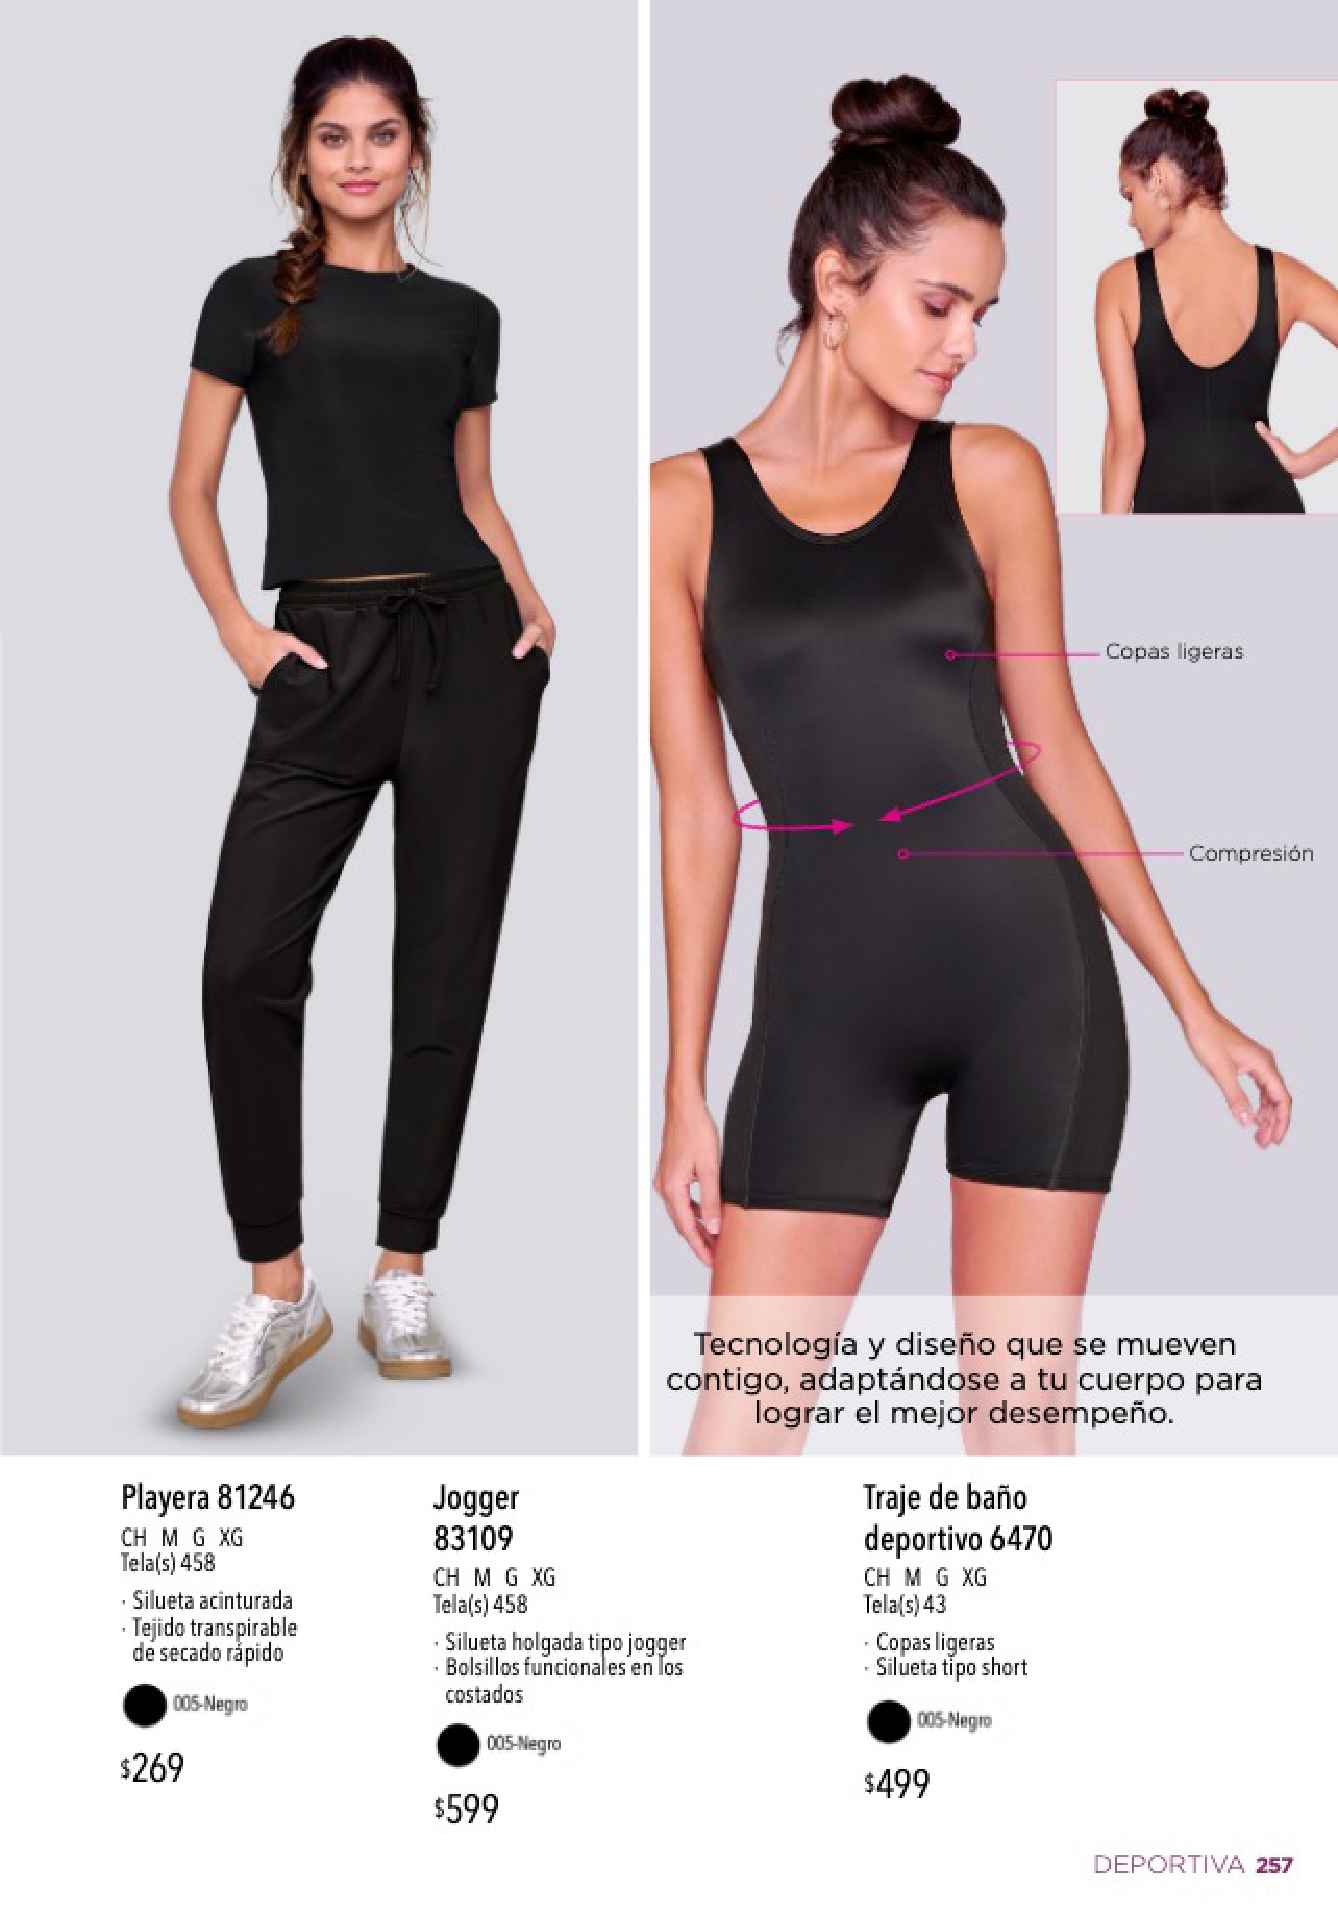 Copas ligeras
Compresión
Tecnología y diseño que se mueven
contigo, adaptándose a tu cuerpo para
lograr el mejor desempeño.
Playera 81246
CH M G XG
Tela(s) 458
· Silueta acinturada
· Tejido transpirable
de secado rápido
005-Negro
$269
Jogger
83109
CH M G XG
Tela(s) 458
· Silueta holgada tipo jogger
· Bolsillos funcionales en los
costados
005-Negro
$599
Traje de baño
deportivo 6470
CH M G XG
Tela(s) 43
· Copas ligeras
· Silueta tipo short
005-Negro
$499
DEPORTIVA 257